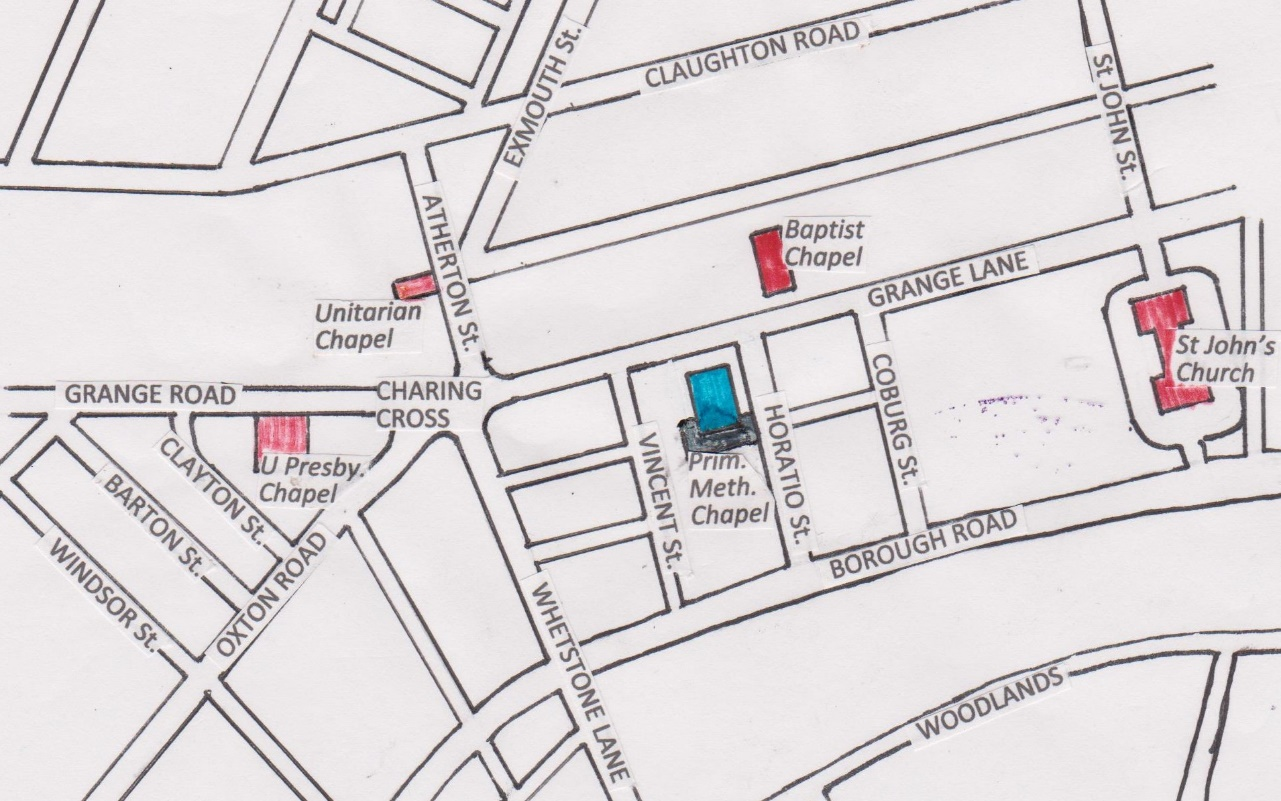 CLAUGHTON ROAD
EXMOUTH St.
St JOHN St.
ATHERTON St.
Baptist
Chapel
GRANGE LANE
Unitarian
Chapel
St John's
Church
GRANGE ROAD
CHARING
CROSS
COBURG St.
HORATIO St.
VINCENT St.
Prim.
Meth.
Chapel
U Presby.
Chapel
CLAYTON St.
BARTON St.
WINDSOR St.
OXTON ROAD
BOROUGH ROAD
WHETSTONE LANE
WOODLANDS